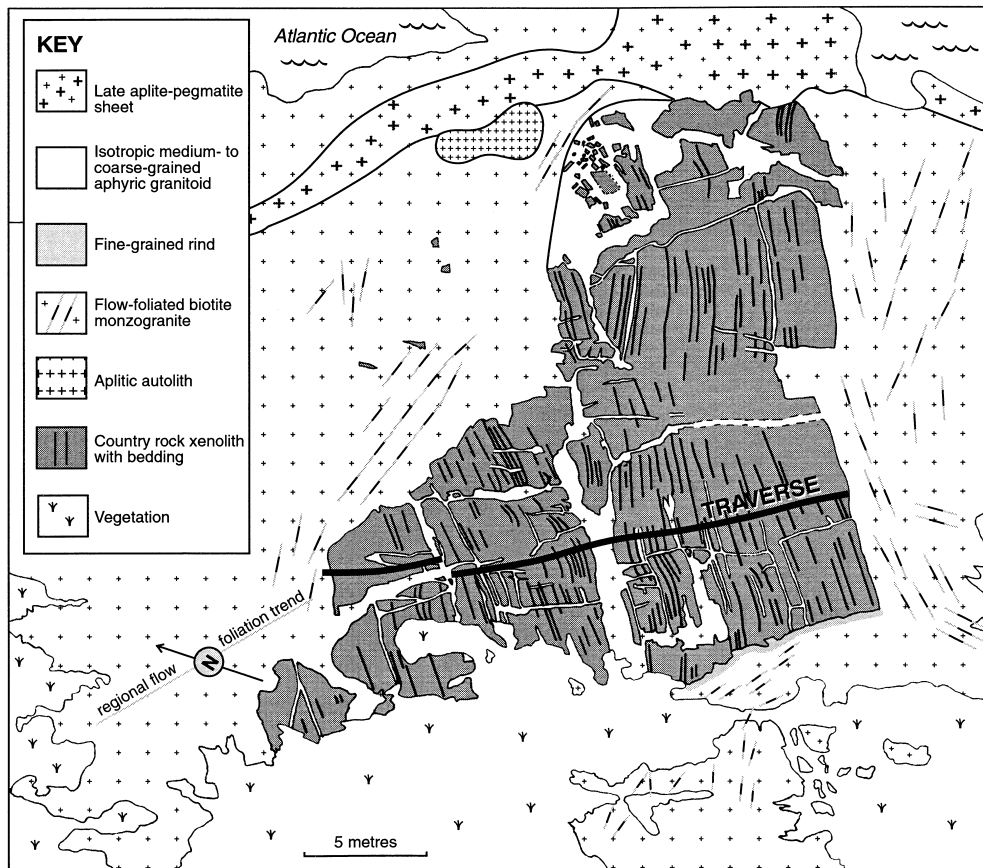 KEY
Late aplite-pegmatite
sheet
Isotropic medium- to
coarse-grained
aphyric granitoid
Fine-grained rind
Flow-foliated biotite
monzogranite
Aplitic autolith
Country rock xenolith
with bedding
Vegetation
Atlantic Ocean
TRAVERSE
regional flow
N
foliation trend
5 metres